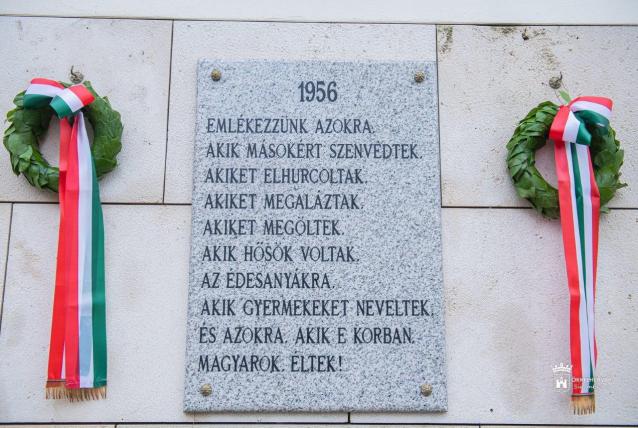 1956
EMLÉKEZZÜNK AZOKRA,
AKIK MÁSOKÉRT SZENVEDTEK,
AKIKET ELHURCOLTAK,
AKIKET MEGALÁZTAK,
AKIKET MEGÖLTEK,
AKIK HŐSÖK VOLTAK,
AZ ÉDESANYÁKRA,
AKIK GYERMEKEKET NEVELTEK,
ÉS AZOKRA, AKIK E KORBAN,
MAGYAROK, ÉLTEK!